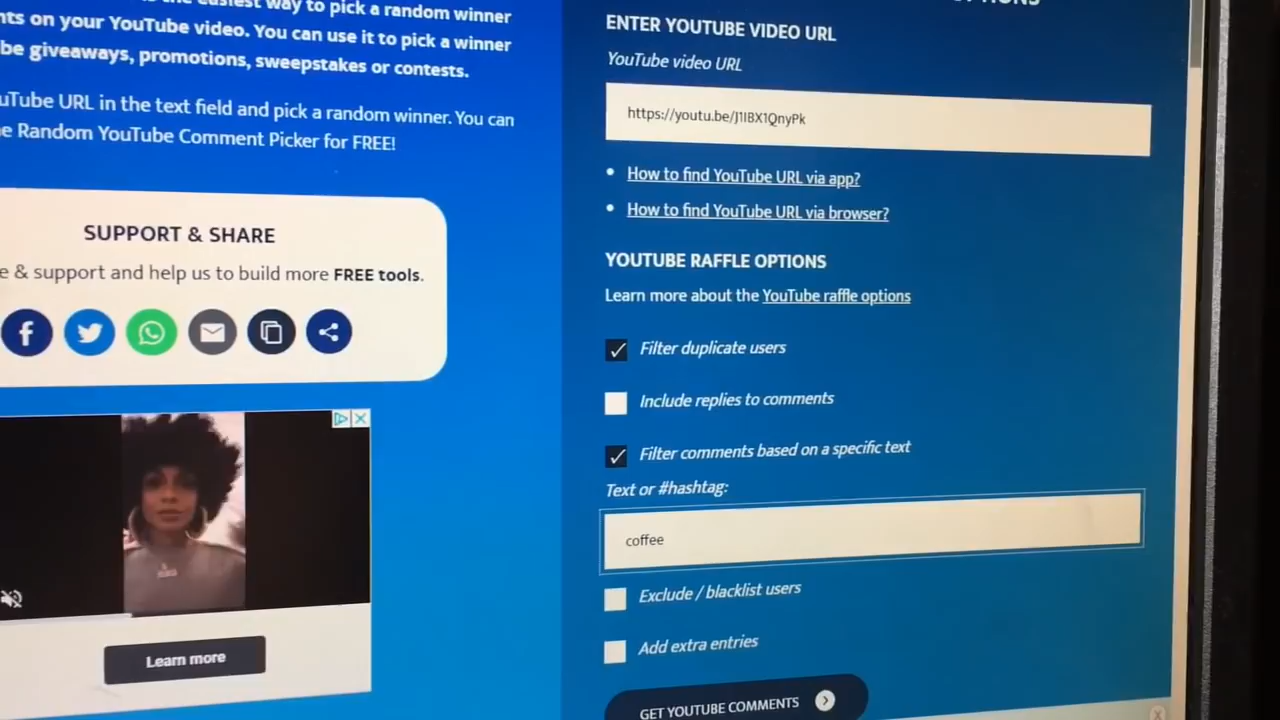 way to pick a random winner
nts on your YouTube video. You can use it to pick a winner
be giveaways, promotions, sweepstakes or contests.
uTube URL in the text field and pick a random winner. You can
e Random YouTube Comment Picker for FREE!
SUPPORT & SHARE
e & support and help us to build more FREE tools.
Learn more
ENTER YOUTUBE VIDEO URL
YouTube video URL
https://youtu.be/J1IBX1QnyPk
How to find YouTube URL via app?
How to find YouTube URL via browser?
YOUTUBE RAFFLE OPTIONS
Learn more about the YouTube raffle options
Filter duplicate users
Include replies to comments
Filter comments based on a specific text
Text or #hashtag:
coffee
Exclude / blacklist users
Add extra entries
GET YOUTUBE COMMENTS